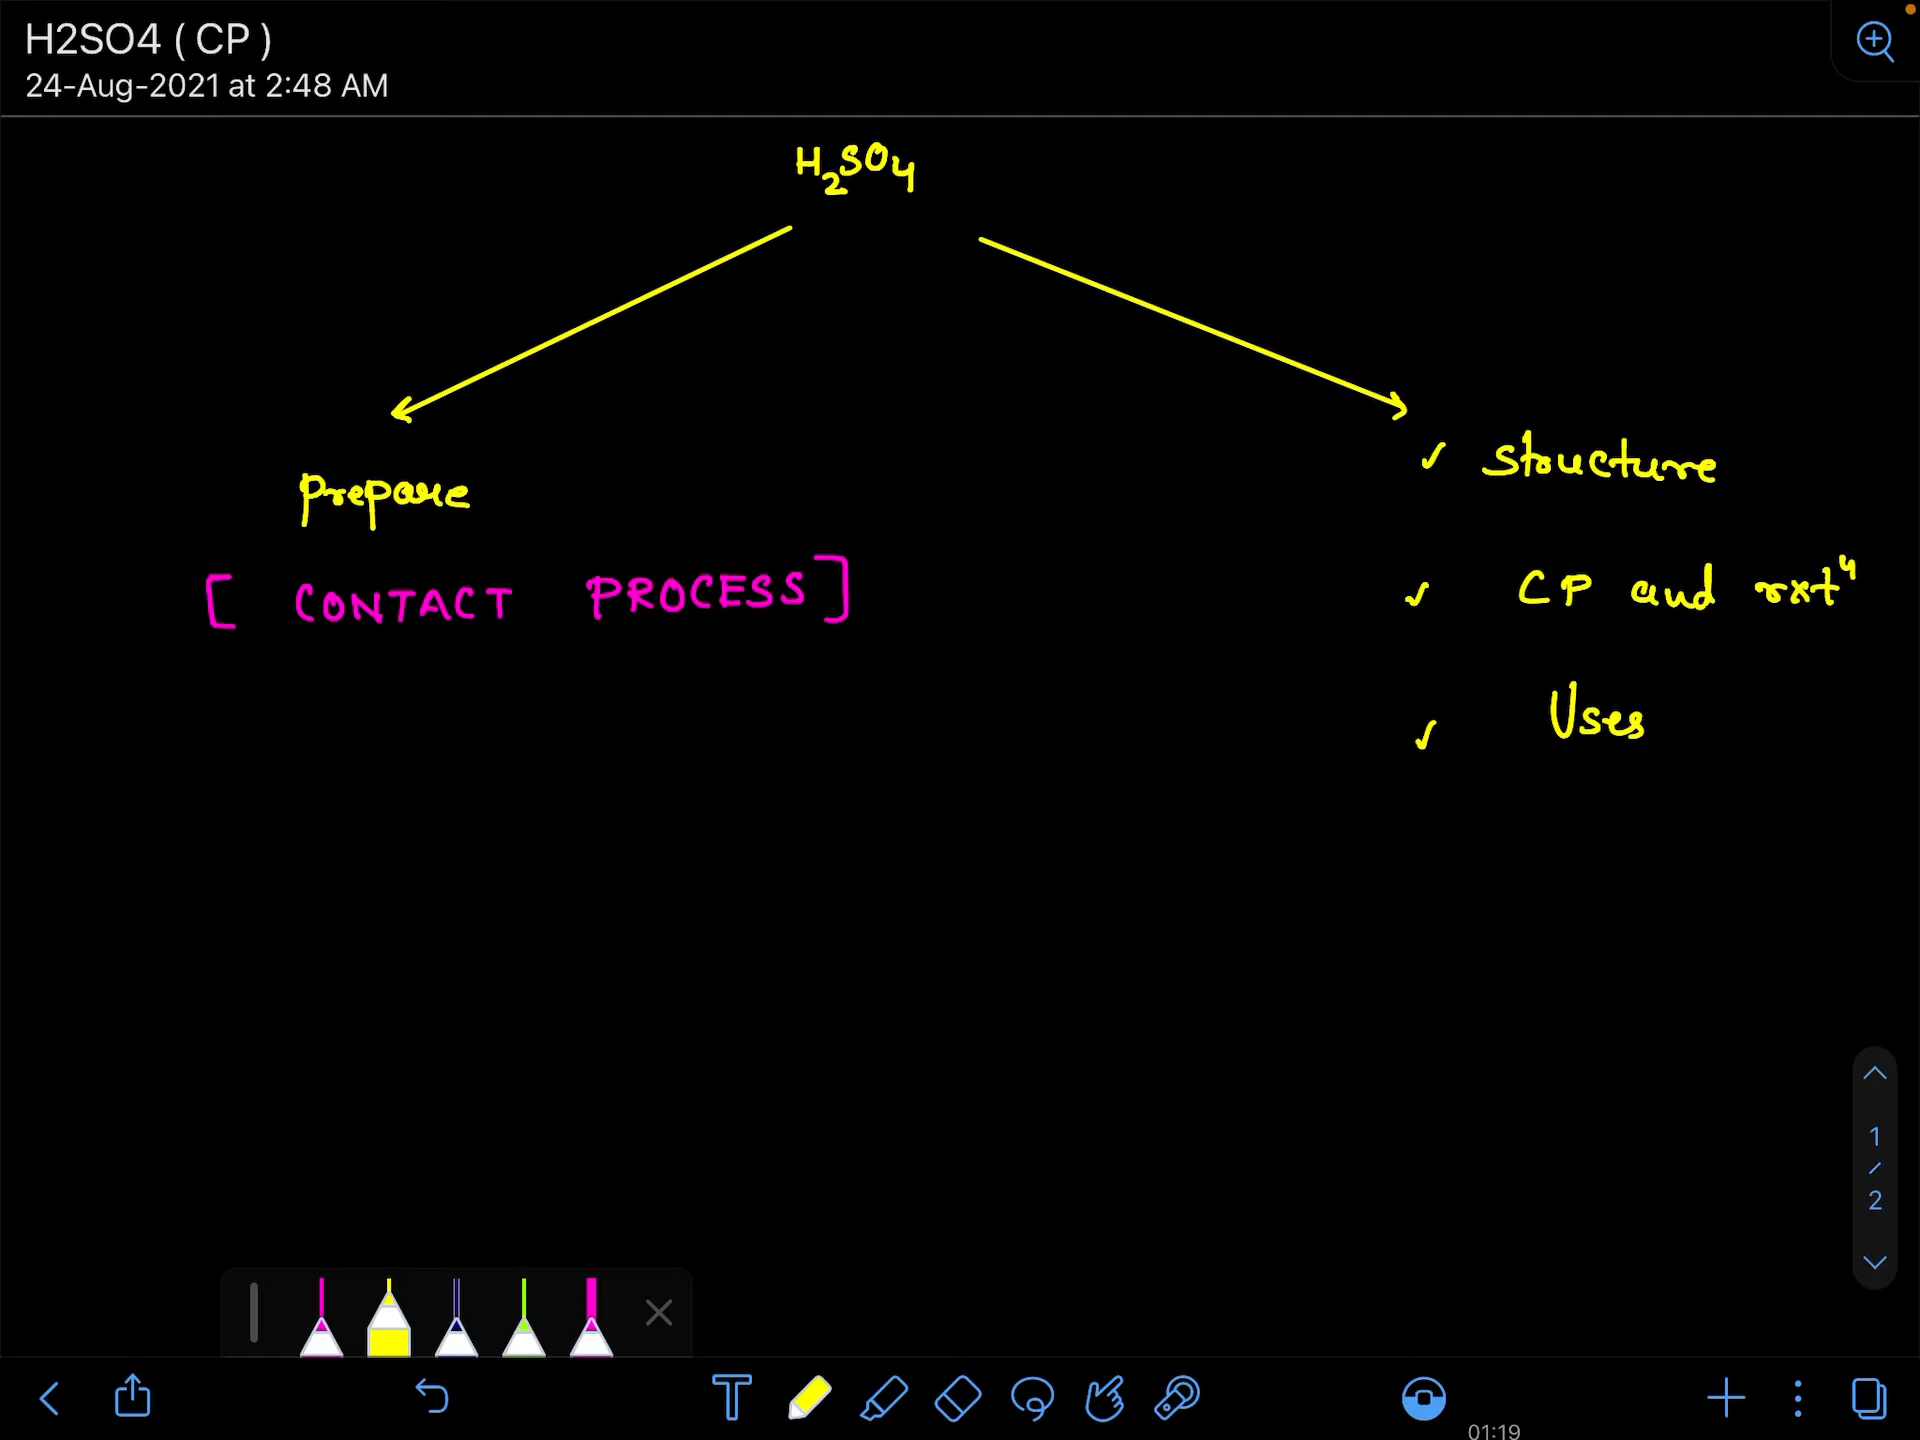 H2SO4 ( CP )
24-Aug-2021 at 2:48 AM
H2SO4
Prepare
[ CONTACT PROCESS ]
✓ Structure
✓ CP and rxtⁿ
✓ Uses
1
/
2
01:19